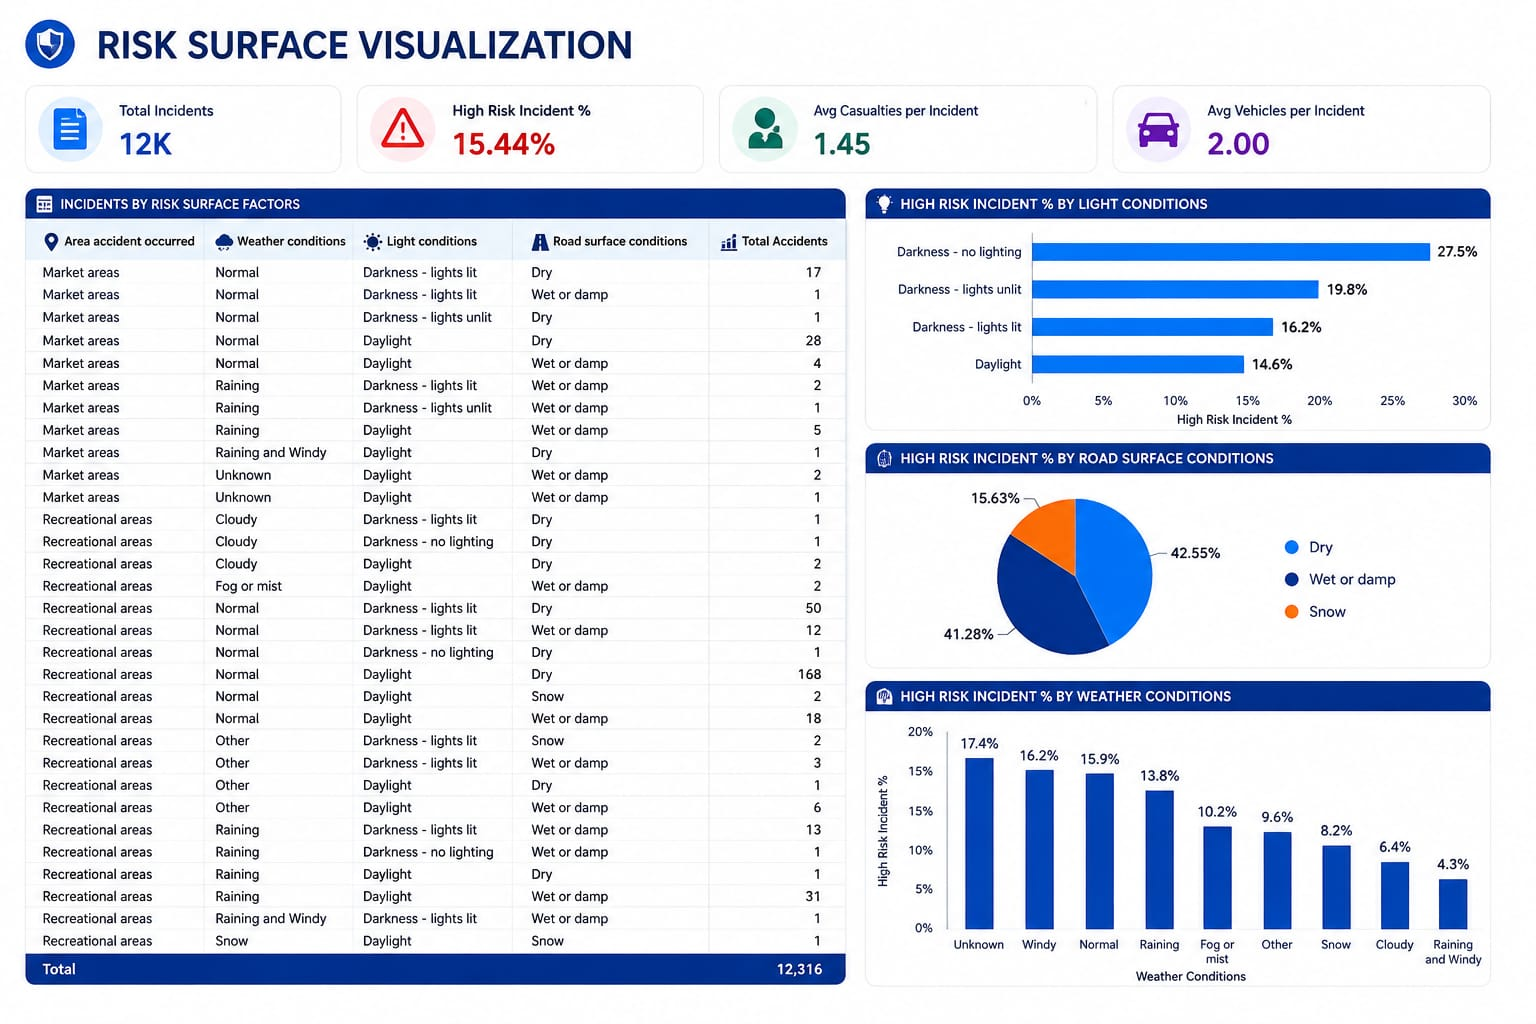 RISK SURFACE VISUALIZATION
Total Incidents
12K
High Risk Incident %
15.44%
Avg Casualties per Incident
1.45
Avg Vehicles per Incident
2.00
INCIDENTS BY RISK SURFACE FACTORS
Area accident occurred Weather conditions Light conditions Road surface conditions Total Accidents
Market areas Normal Darkness - lights lit Dry 17
Market areas Normal Darkness - lights lit Wet or damp 1
Market areas Normal Darkness - lights unlit Dry 1
Market areas Normal Daylight Dry 28
Market areas Normal Daylight Wet or damp 4
Market areas Raining Darkness - lights lit Wet or damp 2
Market areas Raining Darkness - lights unlit Wet or damp 1
Market areas Raining Daylight Wet or damp 5
Market areas Raining and Windy Daylight Dry 1
Market areas Unknown Daylight Wet or damp 2
Market areas Unknown Daylight Wet or damp 1
Recreational areas Cloudy Darkness - lights lit Dry 1
Recreational areas Cloudy Darkness - no lighting Dry 1
Recreational areas Cloudy Daylight Dry 2
Recreational areas Fog or mist Daylight Wet or damp 2
Recreational areas Normal Darkness - lights lit Dry 50
Recreational areas Normal Darkness - lights lit Wet or damp 12
Recreational areas Normal Darkness - no lighting Dry 1
Recreational areas Normal Daylight Dry 168
Recreational areas Normal Daylight Snow 2
Recreational areas Normal Daylight Wet or damp 18
Recreational areas Other Darkness - lights lit Snow 2
Recreational areas Other Darkness - lights lit Wet or damp 3
Recreational areas Other Daylight Dry 1
Recreational areas Other Daylight Wet or damp 6
Recreational areas Raining Darkness - lights lit Wet or damp 13
Recreational areas Raining Darkness - no lighting Wet or damp 1
Recreational areas Raining Daylight Dry 1
Recreational areas Raining Daylight Wet or damp 31
Recreational areas Raining and Windy Darkness - lights lit Wet or damp 1
Recreational areas Snow Daylight Snow 1
Total 12,316
HIGH RISK INCIDENT % BY LIGHT CONDITIONS
Darkness - no lighting 27.5%
Darkness - lights unlit 19.8%
Darkness - lights lit 16.2%
Daylight 14.6%
0% 5% 10% 15% 20% 25% 30%
High Risk Incident %
HIGH RISK INCIDENT % BY ROAD SURFACE CONDITIONS
15.63%
42.55%
41.28%
Dry
Wet or damp
Snow
HIGH RISK INCIDENT % BY WEATHER CONDITIONS
High Risk Incident %
20%
15%
15%
10%
5%
0%
17.4% 16.2% 15.9% 13.8% 10.2% 9.6% 8.2% 6.4% 4.3%
Unknown Windy Normal Raining Fog or Other Snow Cloudy Raining
mist and Windy
Weather Conditions